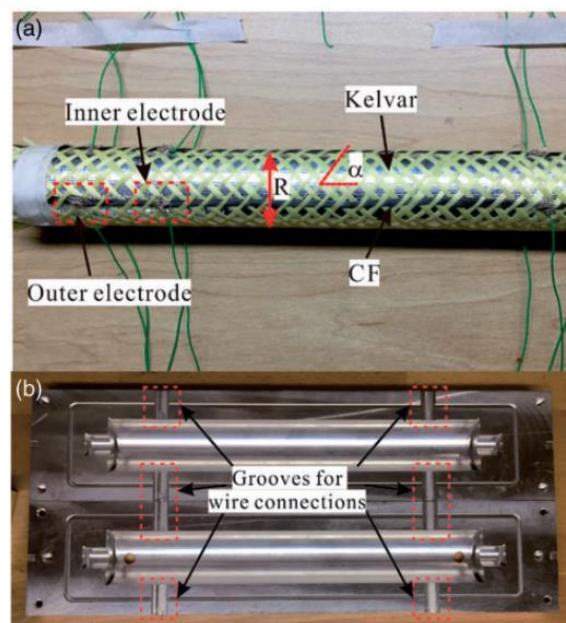 (a)
Inner electrode
Kelvar
R
α
CF
Outer electrode
(b)
Grooves for
wire connections